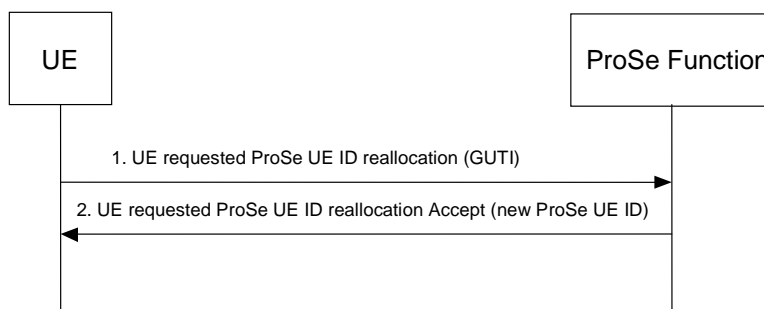 UE
ProSe Function
1. UE requested ProSe UE ID reallocation (GUTI)
2. UE requested ProSe UE ID reallocation Accept (new ProSe UE ID)